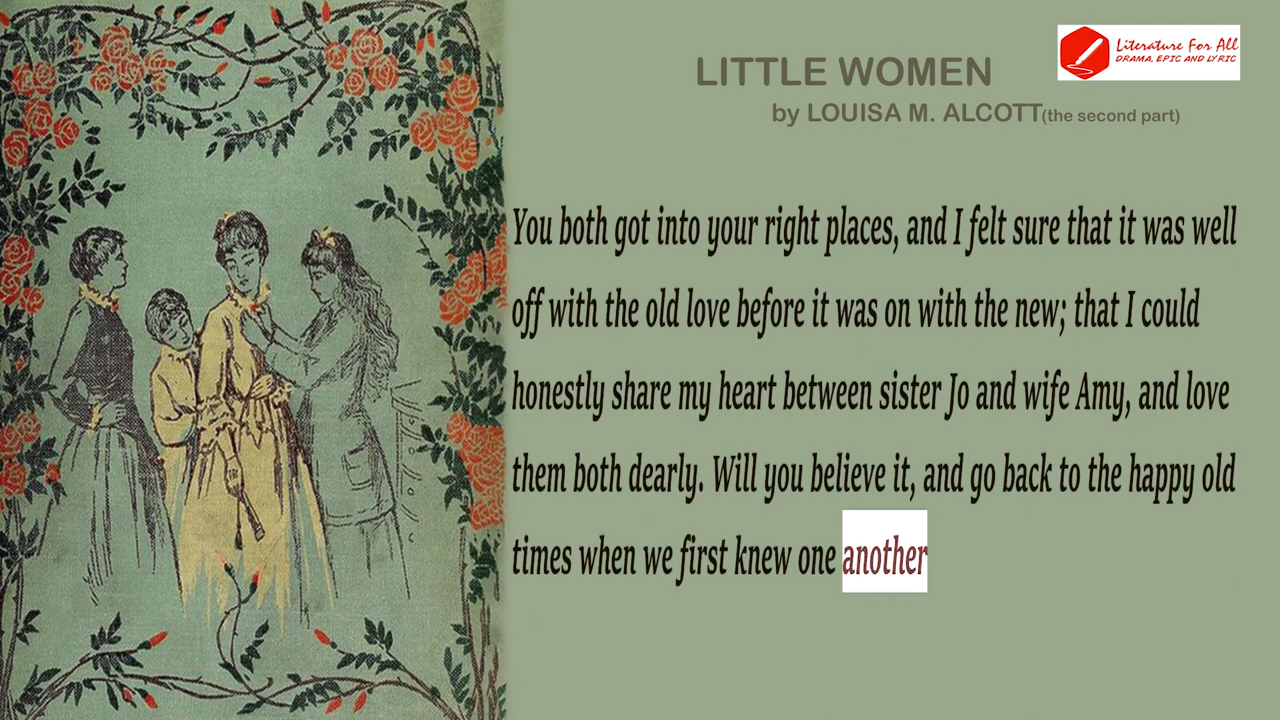 LITTLE WOMEN
by LOUISA M. ALCOTT(the second part)
Literature For All
DRAMA, EPIC AND LYRIC
You both got into your right places, and I felt sure that it was well
off with the old love before it was on with the new; that I could
honestly share my heart between sister Jo and wife Amy, and love
them both dearly. Will you believe it, and go back to the happy old
times when we first knew one another